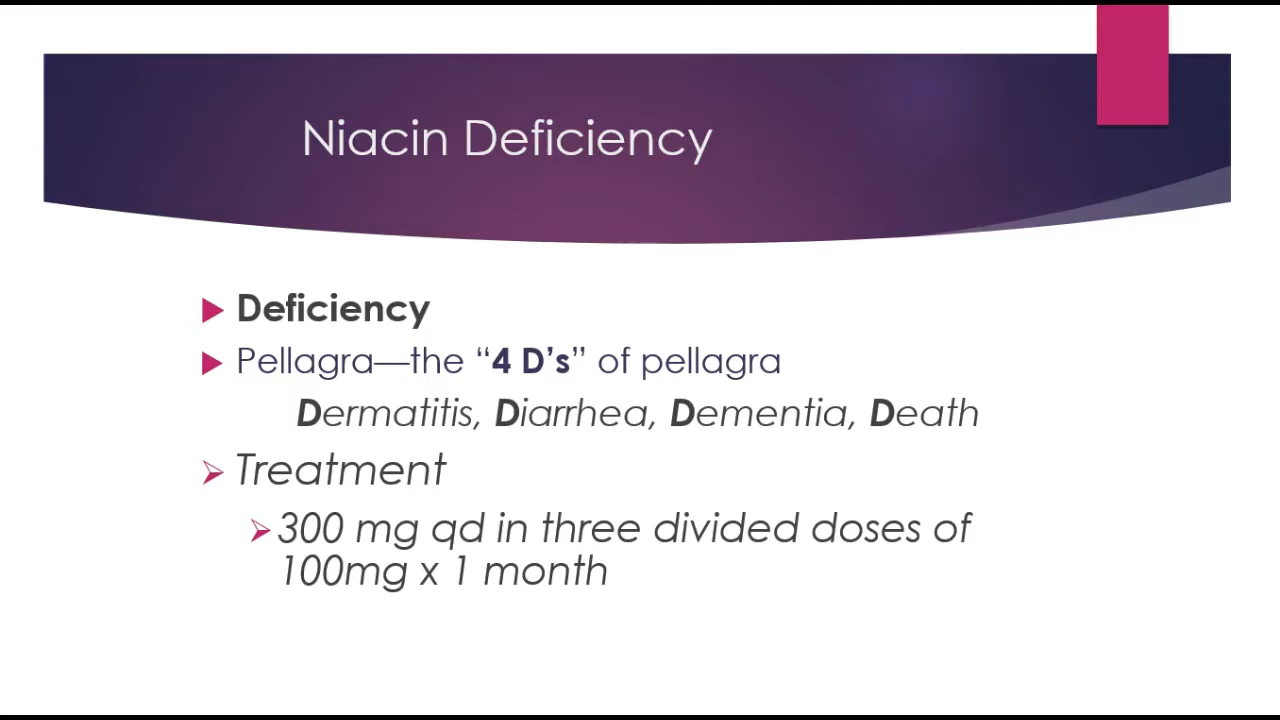 Niacin Deficiency
Deficiency
Pellagra—the “4 D’s” of pellagra
Dermatitis, Diarrhea, Dementia, Death
Treatment
300 mg qd in three divided doses of
100mg x 1 month